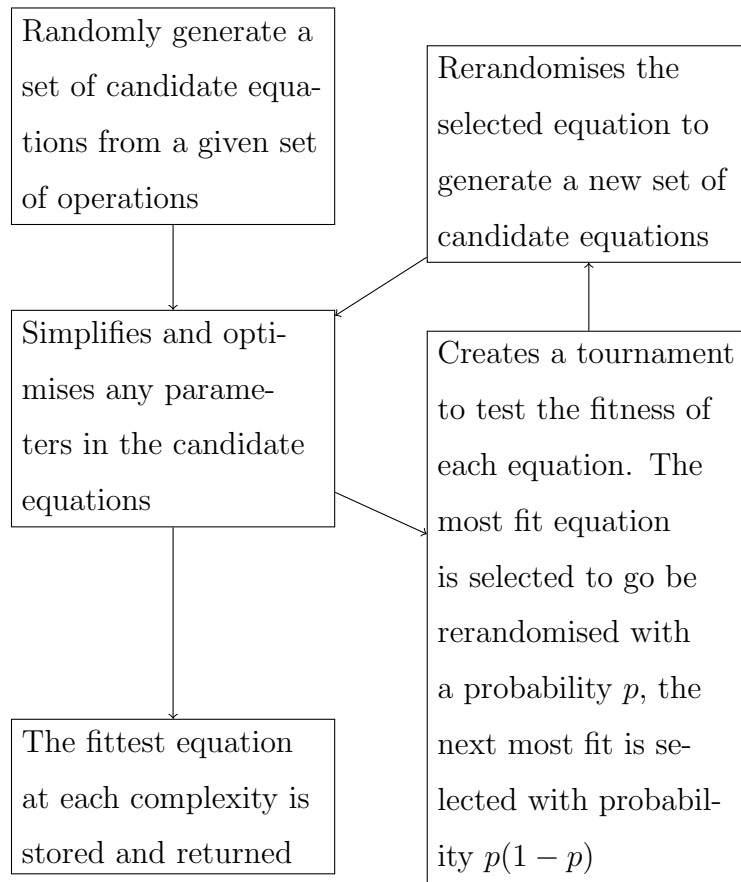 Randomly generate a
set of candidate equa-
tions from a given set
of operations
Rerandomises the
selected equation to
generate a new set of
candidate equations
Simplifies and opti-
mises any parame-
ters in the candidate
equations
Creates a tournament
to test the fitness of
each equation. The
most fit equation
is selected to go be
rerandomised with
a probability p, the
next most fit is se-
lected with probabil-
ity p(1 − p)
The fittest equation
at each complexity is
stored and returned